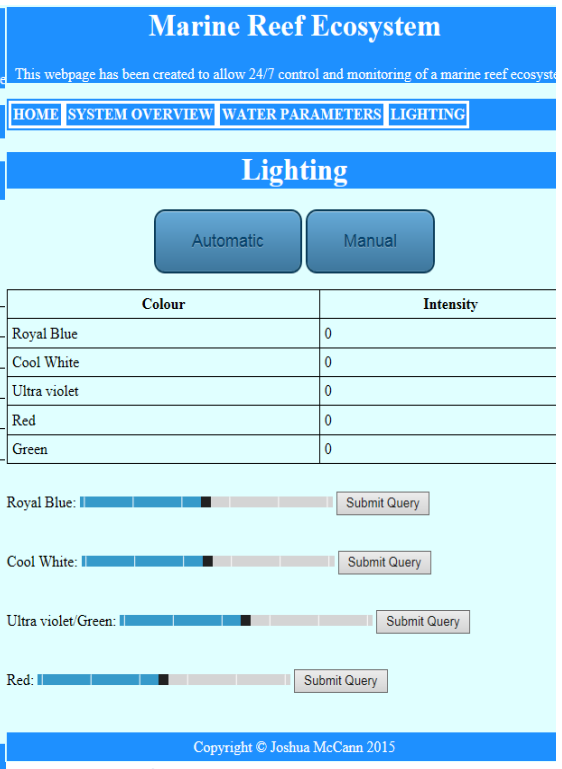 Marine Reef Ecosystem
This webpage has been created to allow 24/7 control and monitoring of a marine reef ecosyste
HOME SYSTEM OVERVIEW WATER PARAMETERS LIGHTING
Lighting
Automatic Manual
Colour Intensity
Royal Blue 0
Cool White 0
Ultra violet 0
Red 0
Green 0
Royal Blue: Submit Query
Cool White: Submit Query
Ultra violet/Green: Submit Query
Red: Submit Query
Copyright © Joshua McCann 2015